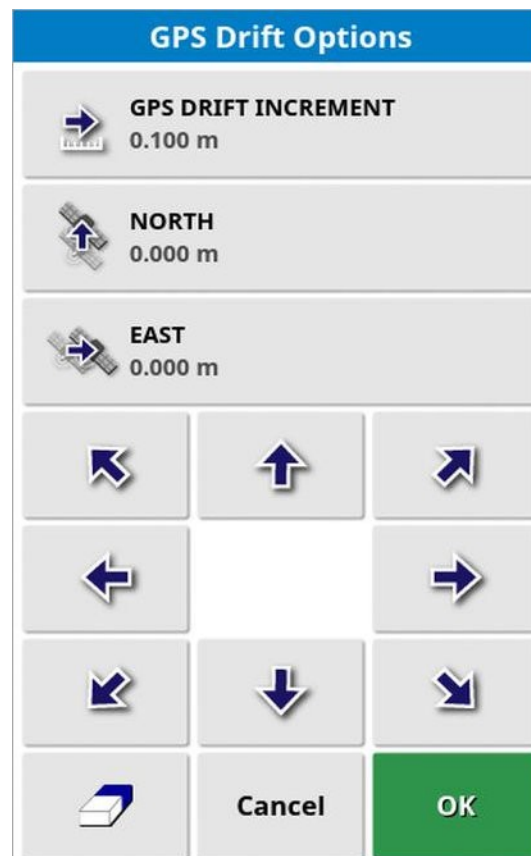 GPS Drift Options
GPS DRIFT INCREMENT
0.100 m
NORTH
0.000 m
EAST
0.000 m
Cancel
OK